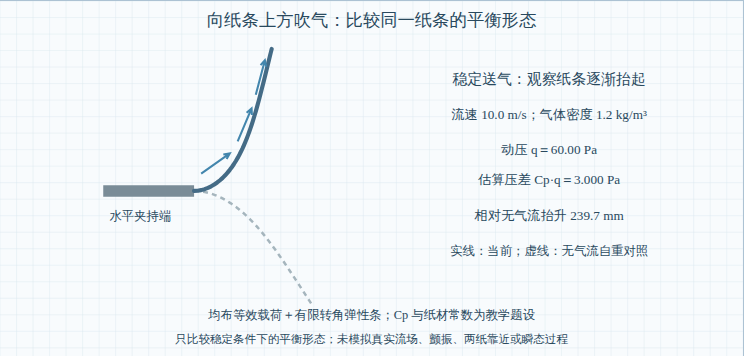 向纸条上方吹气：比较同一纸条的平衡形态
稳定送气：观察纸条逐渐抬起
流速 10.0 m/s；气体密度 1.2 kg/m³
动压 q＝60.00 Pa
估算压差 Cp·q＝3.000 Pa
水平夹持端
相对无气流抬升 239.7 mm
实线：当前；虚线：无气流自重对照
均布等效载荷＋有限转角弹性条；Cp 与纸材常数为教学题设
只比较稳定条件下的平衡形态；未模拟真实流场、颤振、两纸靠近或瞬态过程